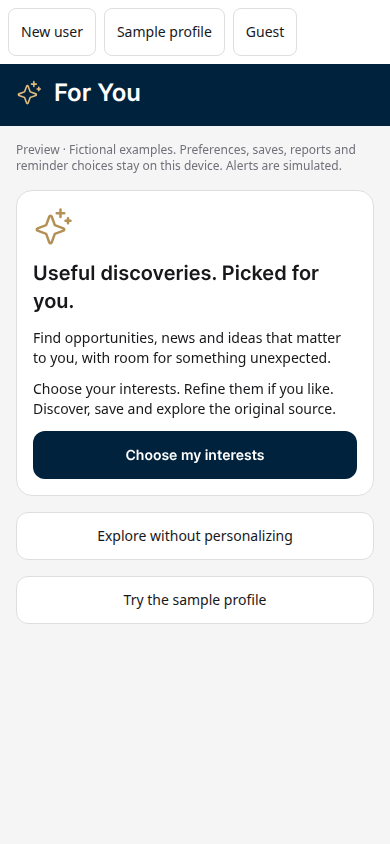 New user
Sample profile
Guest
For You
Preview · Fictional examples. Preferences, saves, reports and
reminder choices stay on this device. Alerts are simulated.
Useful discoveries. Picked for
you.
Find opportunities, news and ideas that matter
to you, with room for something unexpected.
Choose your interests. Refine them if you like.
Discover, save and explore the original source.
Choose my interests
Explore without personalizing
Try the sample profile